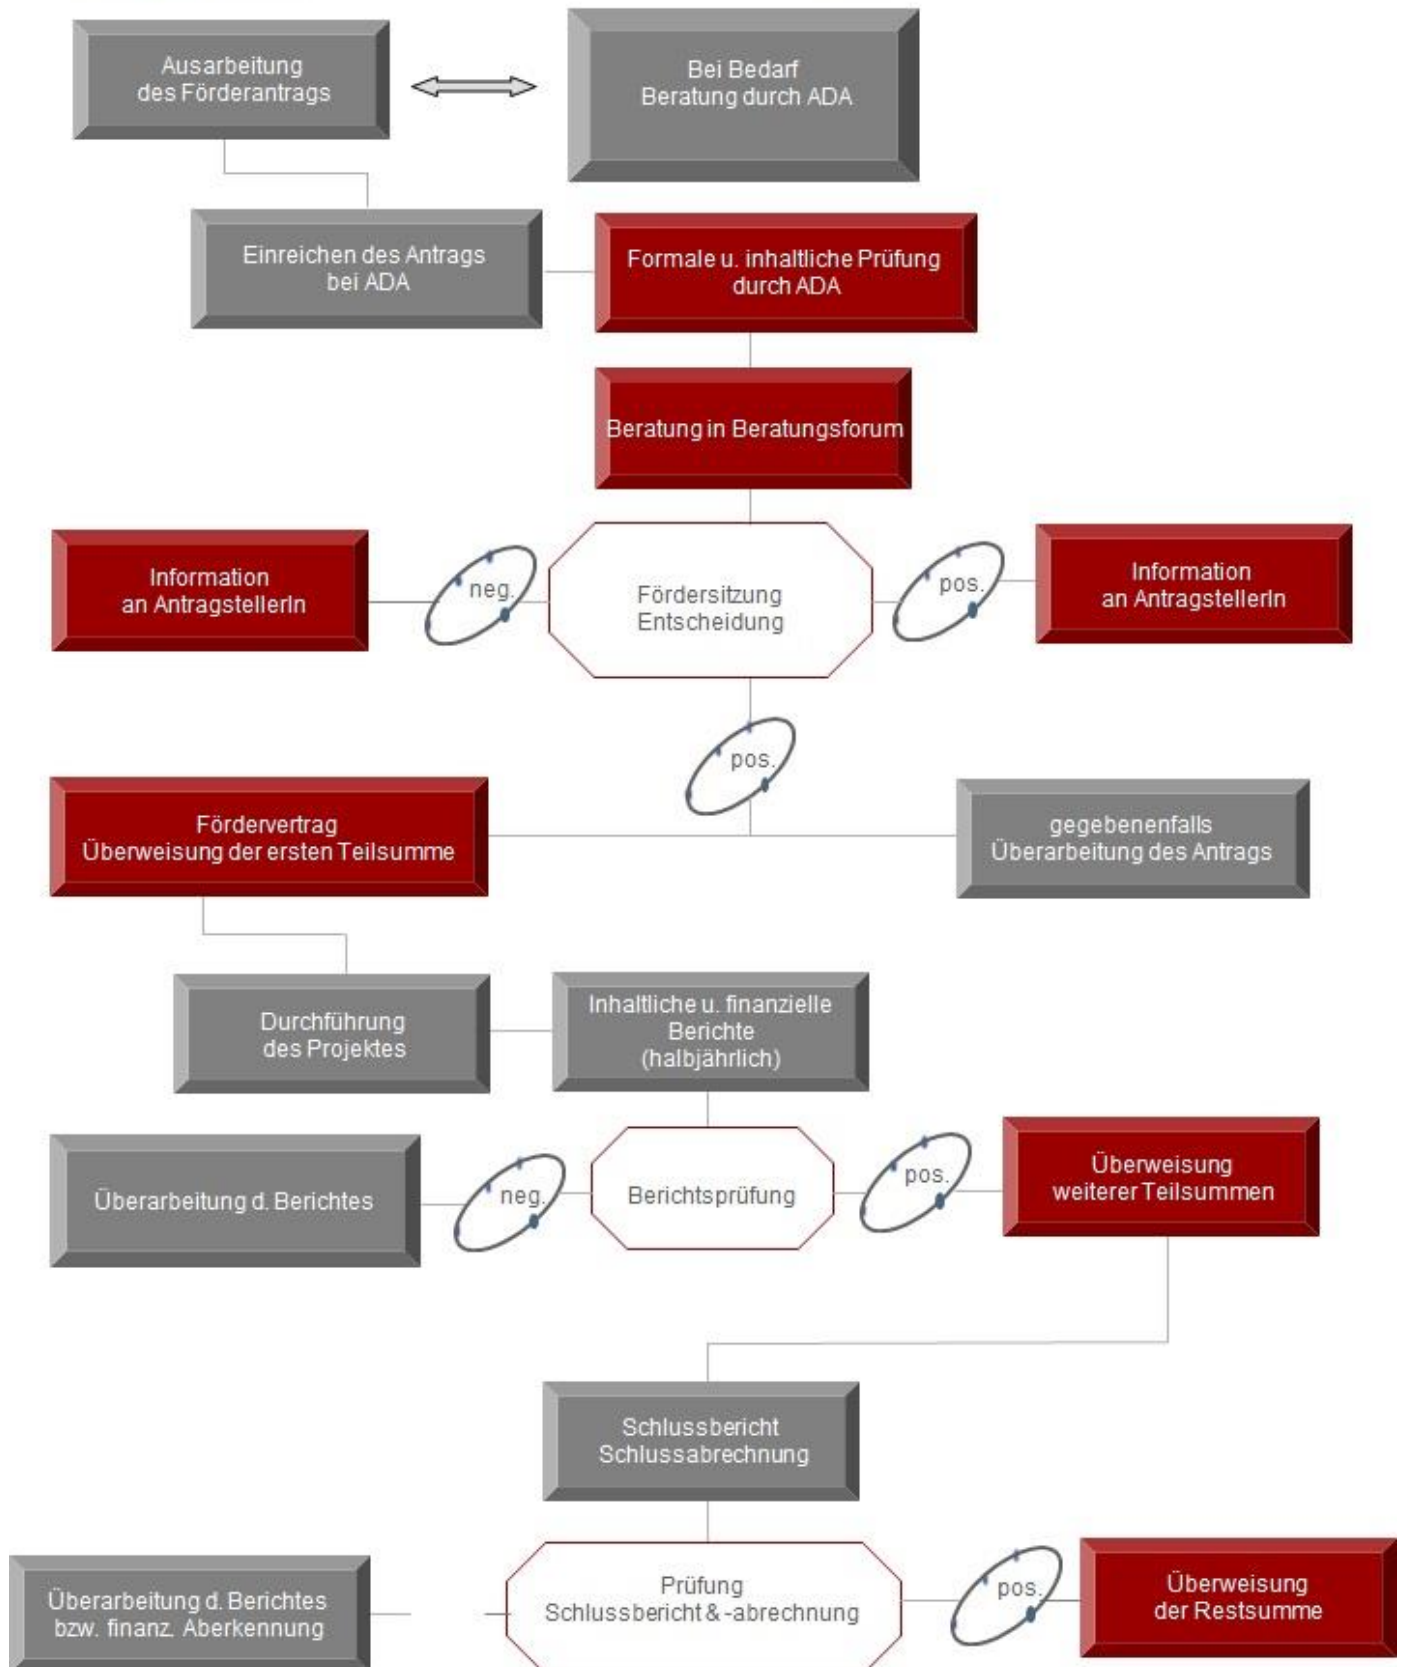 Ausarbeitung
des Förderantrags
Bei Bedarf
Beratung durch ADA
Einreichen des Antrags
bei ADA
Formale u. inhaltliche Prüfung
durch ADA
Beratung in Beratungsforum
Information
an AntragstellerIn
neg.
Fördersitzung
Entscheidung
pos.
Information
an AntragstellerIn
pos.
Fördervertrag
Überweisung der ersten Teilsumme
gegebenenfalls
Überarbeitung des Antrags
Durchführung
des Projektes
Inhaltliche u. finanzielle
Berichte
(halbjährlich)
Überarbeitung d. Berichtes
neg.
Berichtsprüfung
pos.
Überweisung
weiterer Teilsummen
Schlussbericht
Schlussabrechnung
Überarbeitung d. Berichtes
bzw. finanz. Aberkennung
Prüfung
Schlussbericht & -abrechnung
pos.
Überweisung
der Restsumme